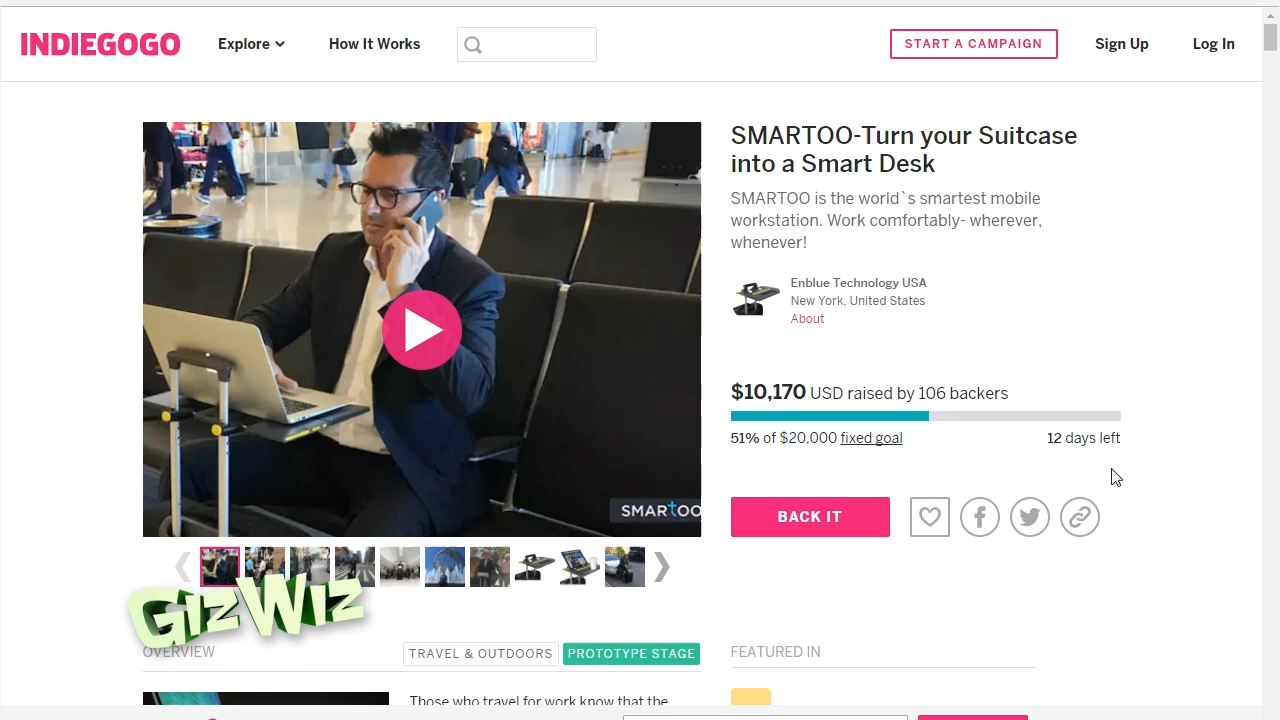 INDIEGOGO
Explore
How It Works
START A CAMPAIGN
Sign Up
Log In
SMARTOO-Turn your Suitcase
into a Smart Desk
SMARTOO is the world`s smartest mobile
workstation. Work comfortably- wherever,
whenever!
Enblue Technology USA
New York, United States
About
$10,170 USD raised by 106 backers
51% of $20,000 fixed goal
12 days left
SMARTOO
BACK IT
GizWiz
OVERVIEW
TRAVEL & OUTDOORS
PROTOTYPE STAGE
FEATURED IN
Those who travel for work know that the